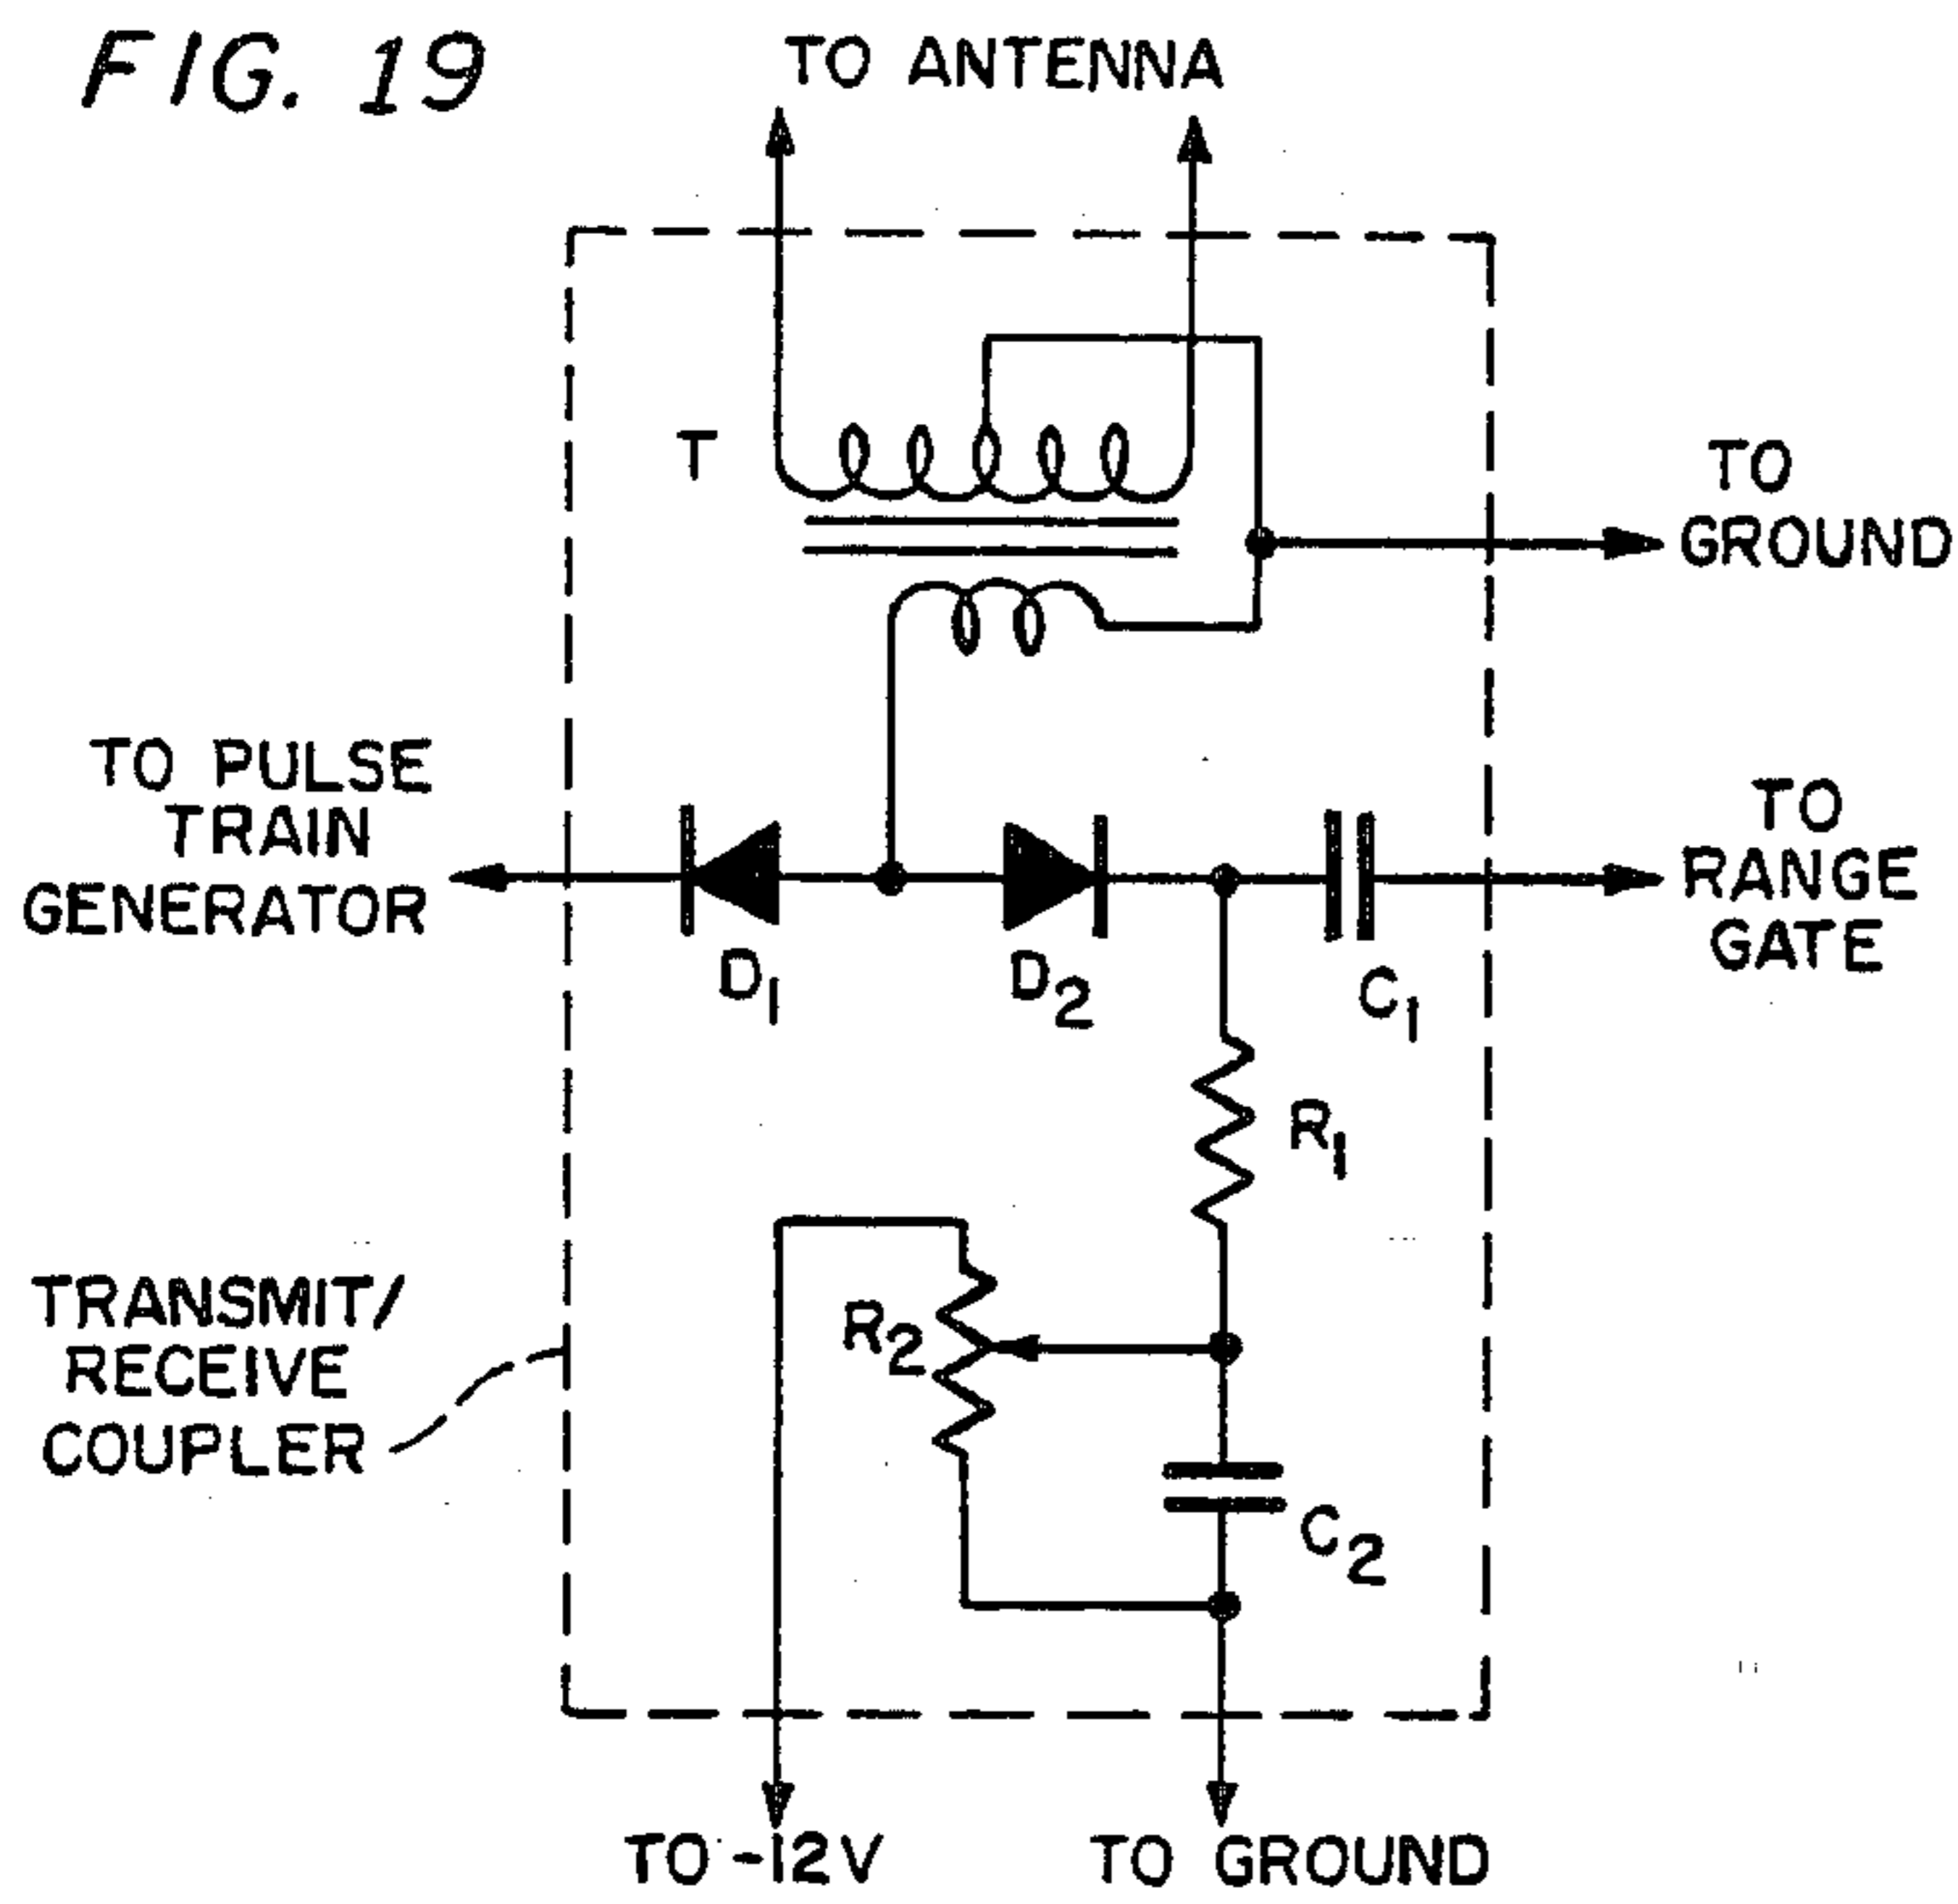 FIG. 19
TO ANTENNA
T
TO
GROUND
TO PULSE
TRAIN
GENERATOR
TO
RANGE
GATE
D1
D2
C1
R1
R2
TRANSMIT/
RECEIVE
COUPLER
C2
TO -12V
TO GROUND